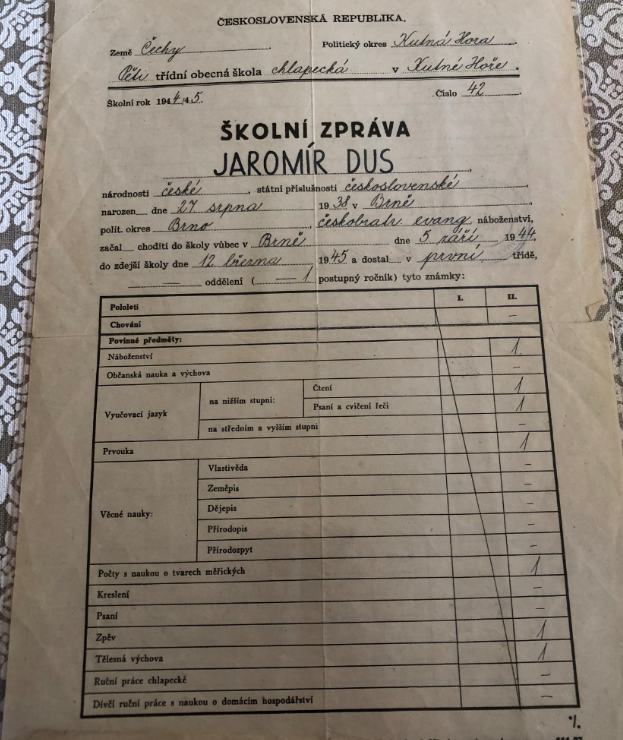 ČESKOSLOVENSKÁ REPUBLIKA.
Země Čechy Politický okres Kutná Hora
Pěti třídní obecná škola chlapecká v Kutné Hoře.
Školní rok 1944/45. Číslo 42
ŠKOLNÍ ZPRÁVA
JAROMÍR DUS
národnosti české, státní příslušnosti československé
narozen dne 27 srpna 1938 v Brně
polit. okres Brno českobratr evang náboženství,
začal choditi do školy vůbec v Brně dne 5 září 1944,
do zdejší školy dne 12 března 1945 a dostal v první třídě,
— oddělení ( — 1 postupný ročník) tyto známky:
Pololetí I. II.
Chování —
Povinné předměty:
Náboženství 1
Občanská nauka a výchova —
Vyučovací jazyk na nižším stupni: Čtení 1
Psaní a cvičení řeči 1
na středním a vyšším stupni —
Prvouka 1
Věcné nauky: Vlastivěda —
Zeměpis —
Dějepis —
Přírodopis —
Přírodozpyt —
Počty s naukou o tvarech měřických 1
Kreslení —
Psaní —
Zpěv 1
Tělesná výchova 1
Ruční práce chlapecké —
Dívčí ruční práce s naukou o domácím hospodářství —